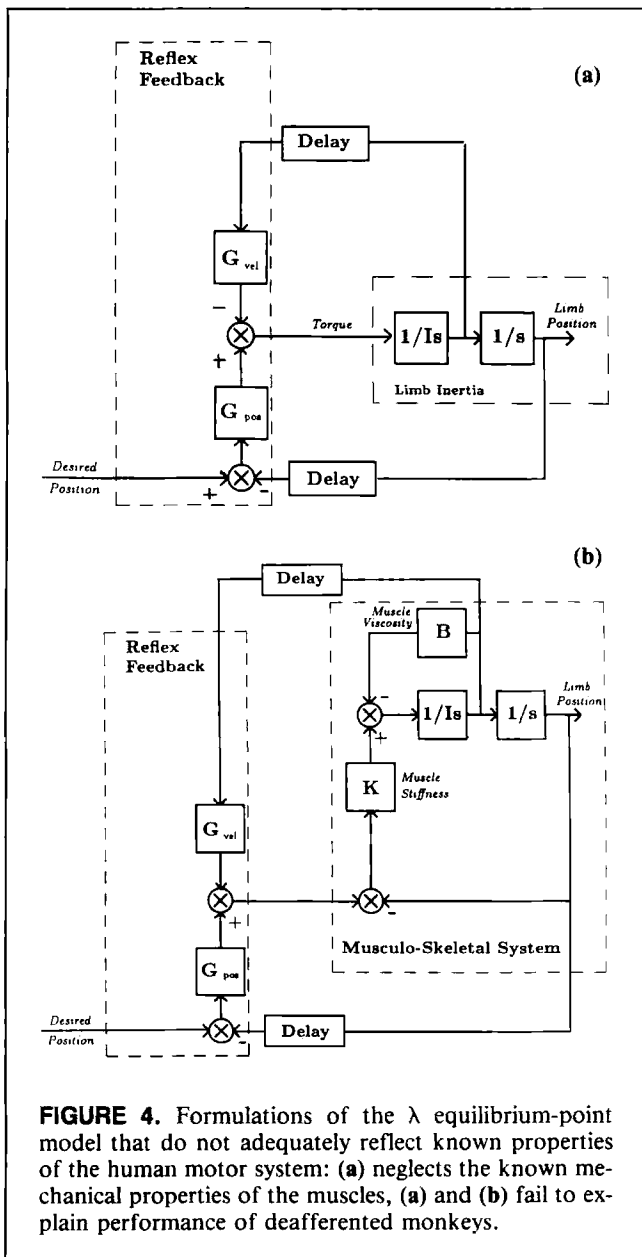 Reflex
Feedback
(a)
Delay
G vel
−
+
Torque
1/Is
1/s
Limb
Position
Limb Inertia
G pos
Desired
Position
+
-
Delay
(b)
Delay
Reflex
Feedback
Muscle
Viscosity
B
-
+
1/Is
1/s
Limb
Position
K
Muscle
Stiffness
G vel
+
-
G pos
Musculo-Skeletal System
Desired
Position
-
Delay
FIGURE 4. Formulations of the λ equilibrium-point
model that do not adequately reflect known properties
of the human motor system: (a) neglects the known me-
chanical properties of the muscles, (a) and (b) fail to ex-
plain performance of deafferented monkeys.